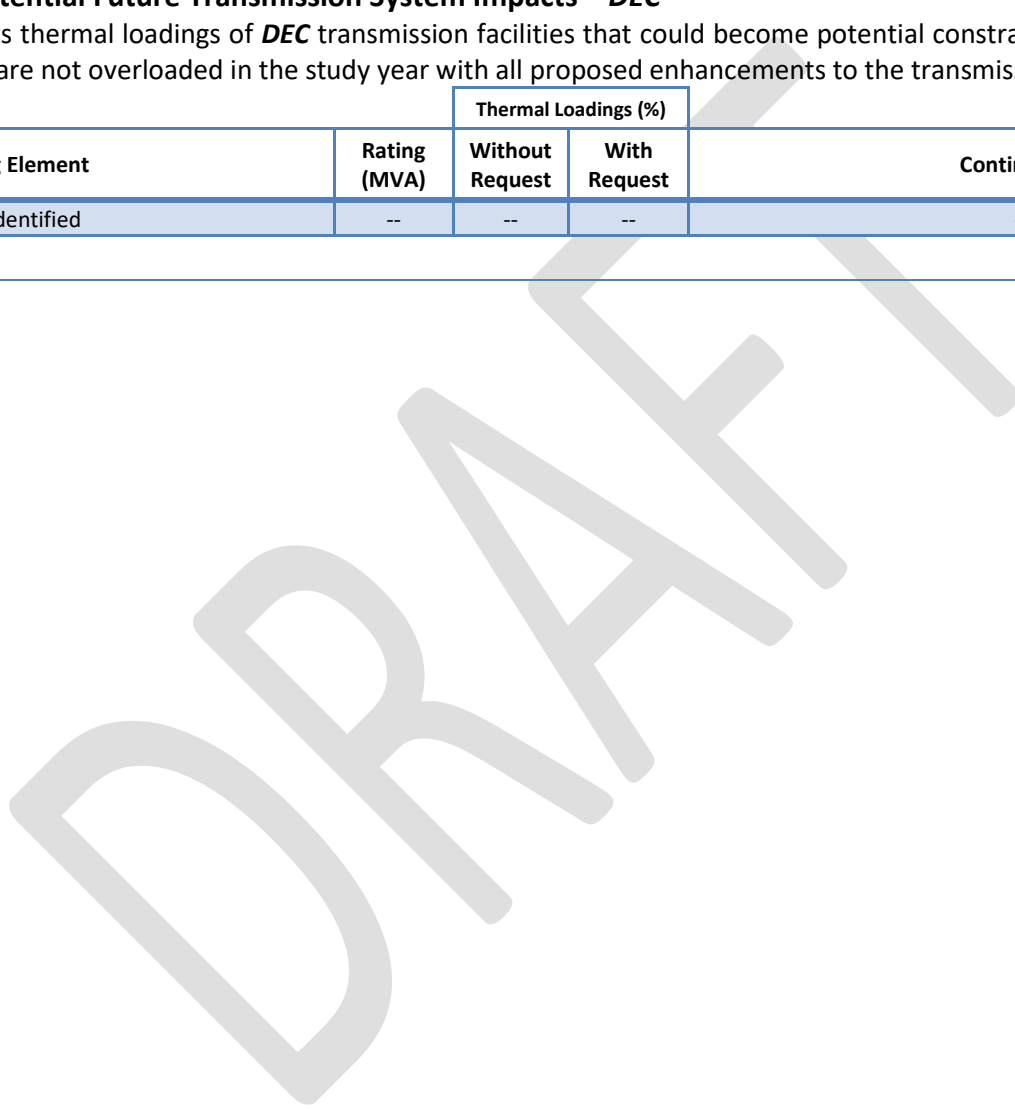 tential Future Transmission System Impacts – DEC
s thermal loadings of DEC transmission facilities that could become potential constra
are not overloaded in the study year with all proposed enhancements to the transmis
Thermal Loadings (%)
Element Rating (MVA) Without Request With Request Contin
dentified -- -- --
DRAFT